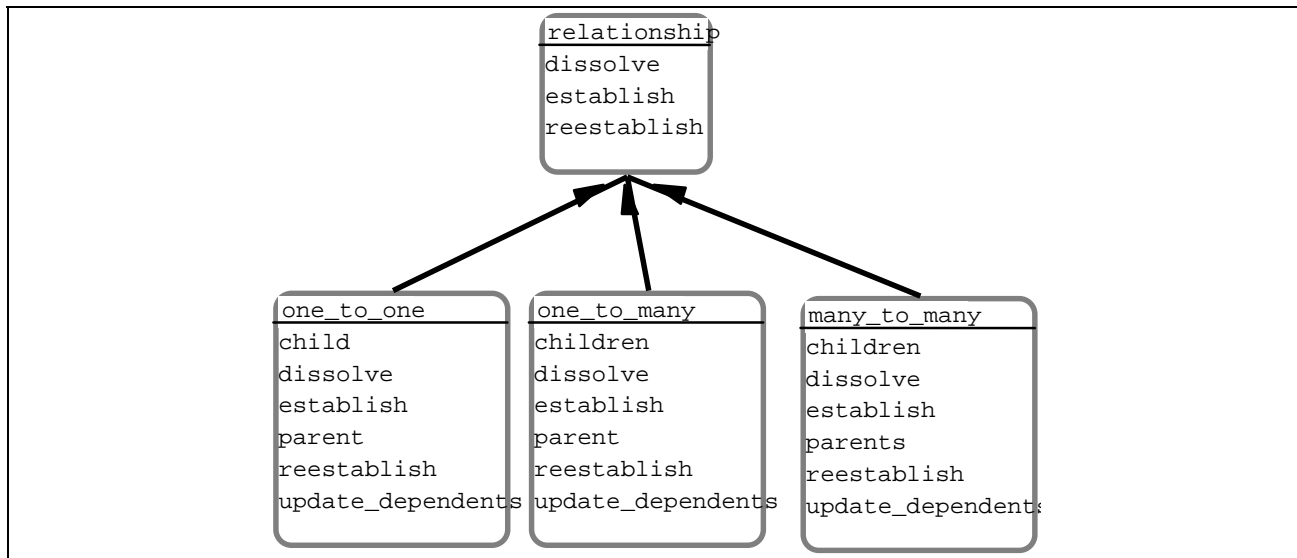 relationship
dissolve
establish
reestablish
one_to_one
child
dissolve
establish
parent
reestablish
update_dependents
one_to_many
children
dissolve
establish
parent
reestablish
update_dependents
many_to_many
children
dissolve
establish
parents
reestablish
update_dependents